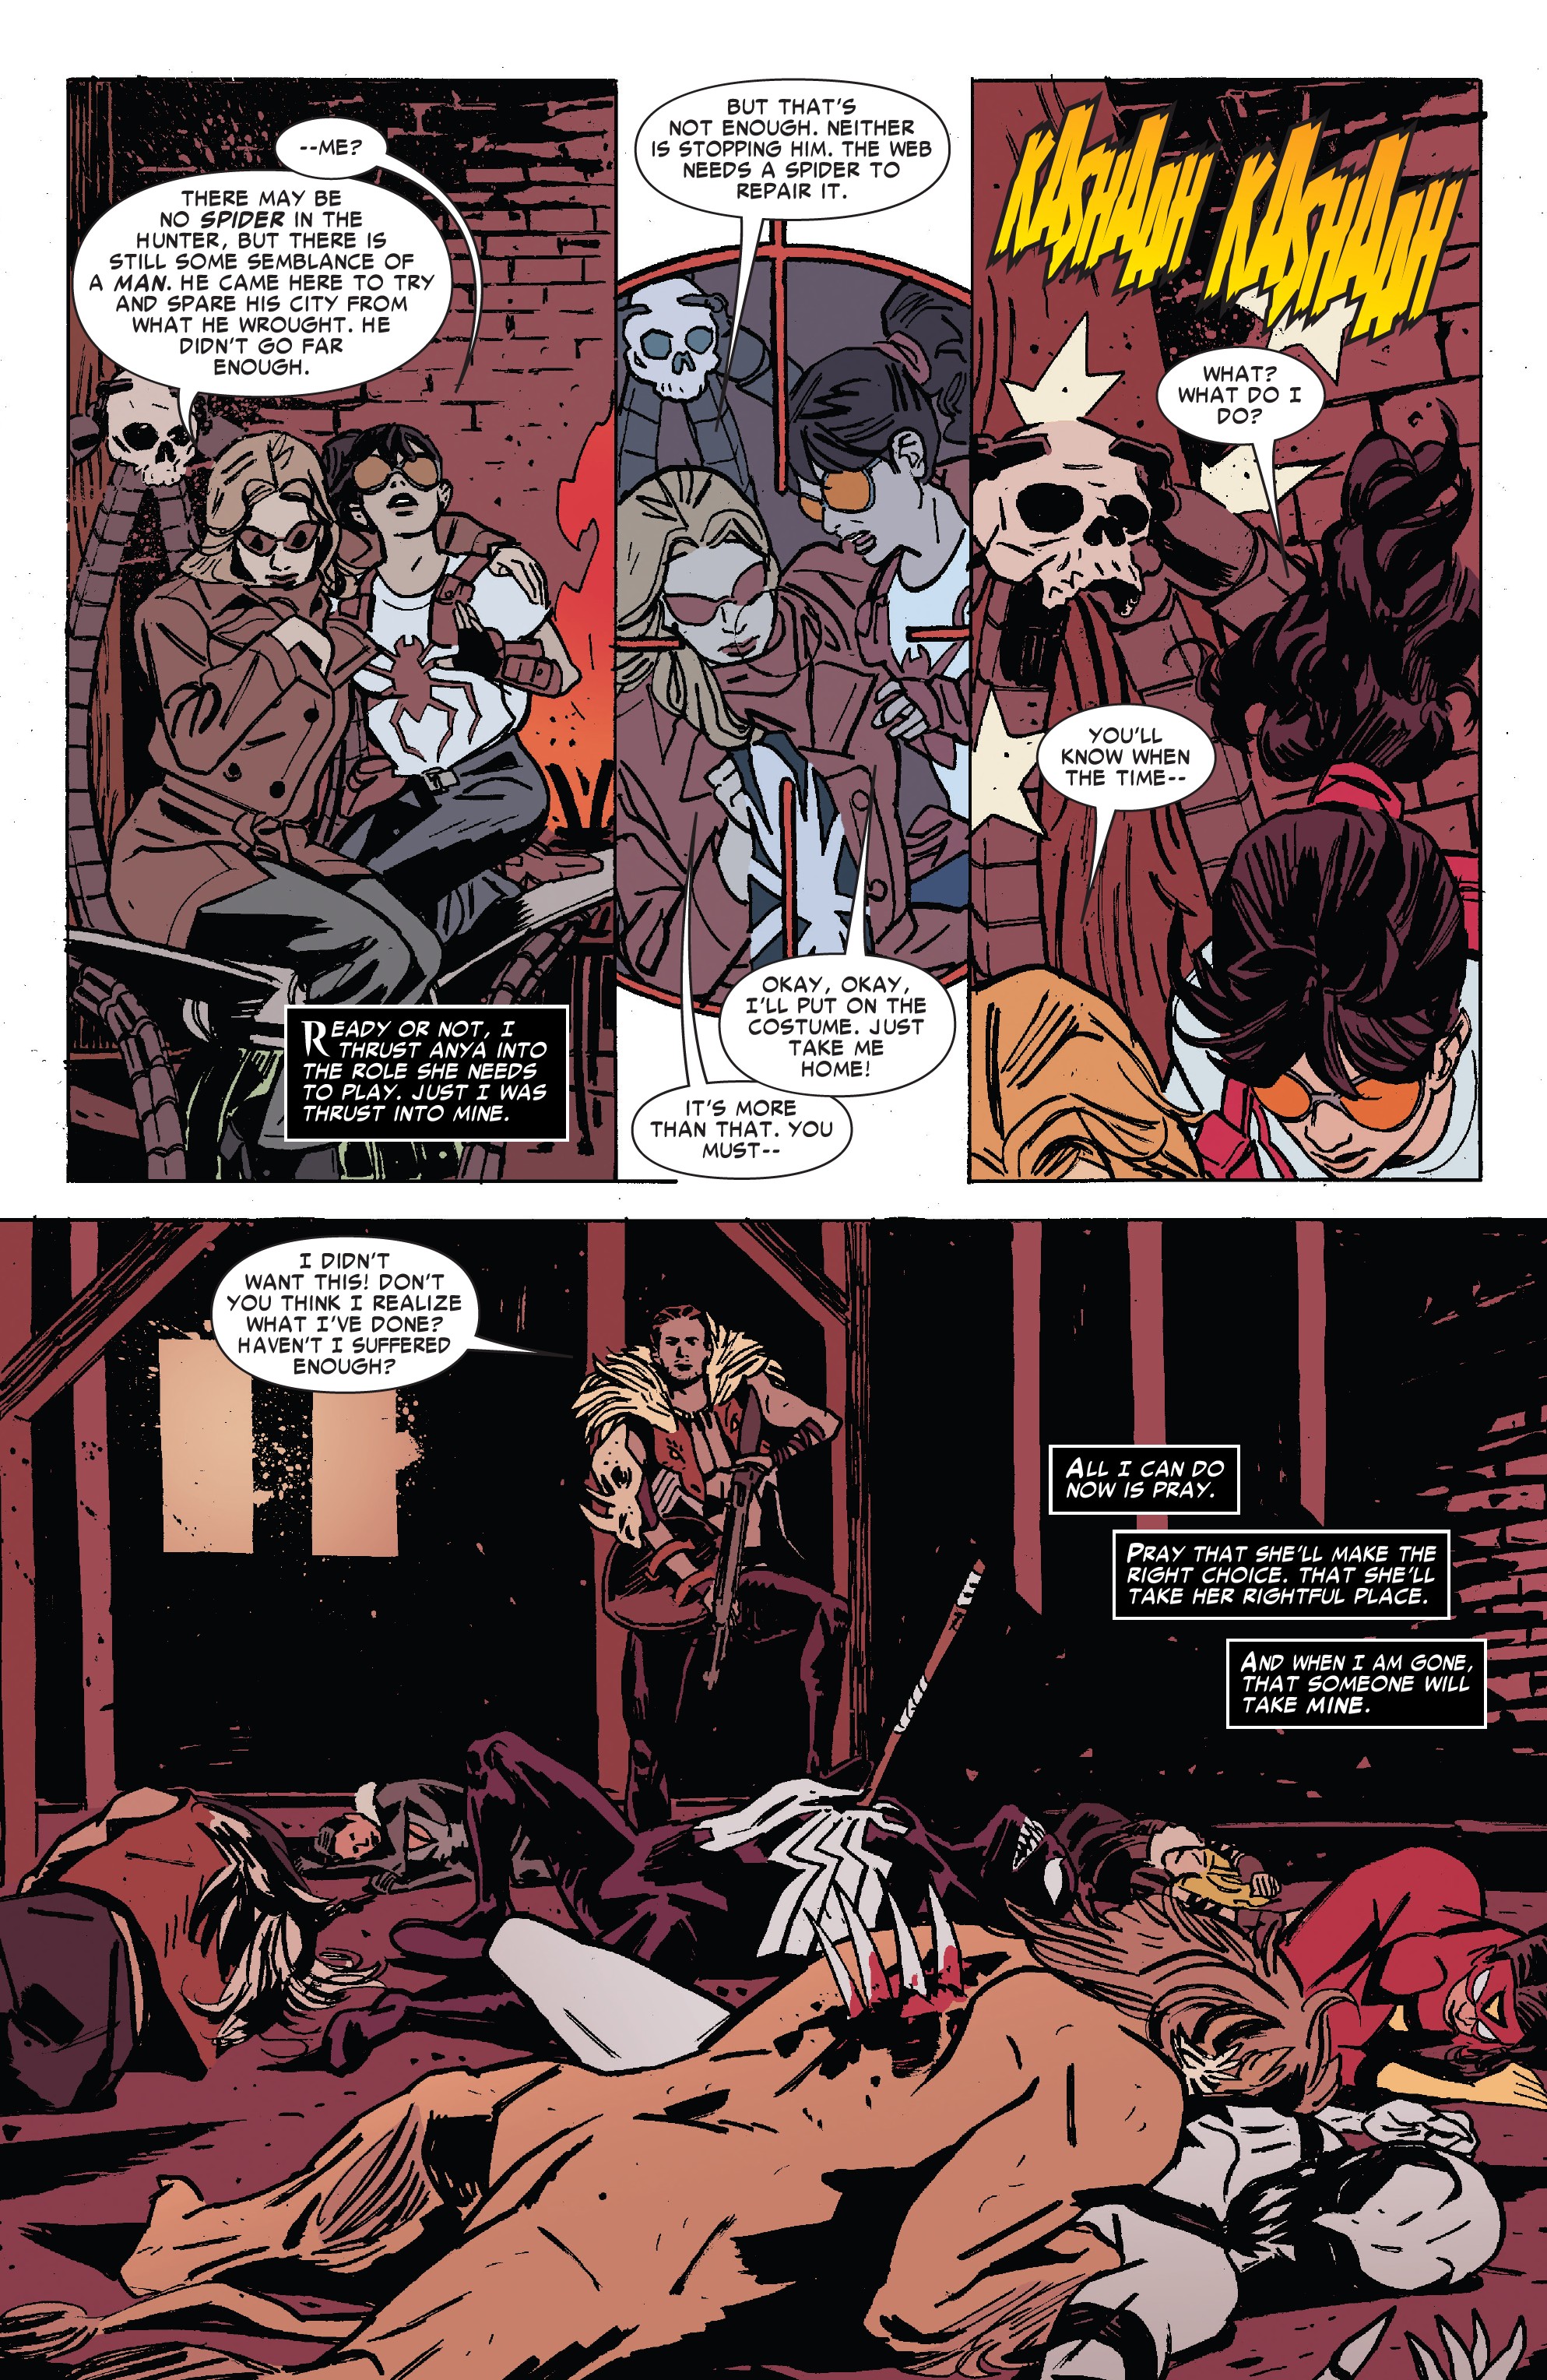 --ME?
THERE MAY BE
NO SPIDER IN THE
HUNTER, BUT THERE IS
STILL SOME SEMBLANCE OF
A MAN. HE CAME HERE TO TRY
AND SPARE HIS CITY FROM
WHAT HE WROUGHT. HE
DIDN'T GO FAR
ENOUGH.
READY OR NOT, I
THRUST ANYA INTO
THE ROLE SHE NEEDS
TO PLAY. JUST I WAS
THRUST INTO MINE.
BUT THAT'S
NOT ENOUGH. NEITHER
IS STOPPING HIM. THE WEB
NEEDS A SPIDER TO
REPAIR IT.
OKAY, OKAY,
I'LL PUT ON THE
COSTUME. JUST
TAKE ME
HOME!
IT'S MORE
THAN THAT. YOU
MUST--
KASHAAH KASHAAH
WHAT?
WHAT DO I
DO?
YOU'LL
KNOW WHEN
THE TIME--
I DIDN'T
WANT THIS! DON'T
YOU THINK I REALIZE
WHAT I'VE DONE?
HAVEN'T I SUFFERED
ENOUGH?
ALL I CAN DO
NOW IS PRAY.
PRAY THAT SHE'LL MAKE THE
RIGHT CHOICE. THAT SHE'LL
TAKE HER RIGHTFUL PLACE.
AND WHEN I AM GONE,
THAT SOMEONE WILL
TAKE MINE.